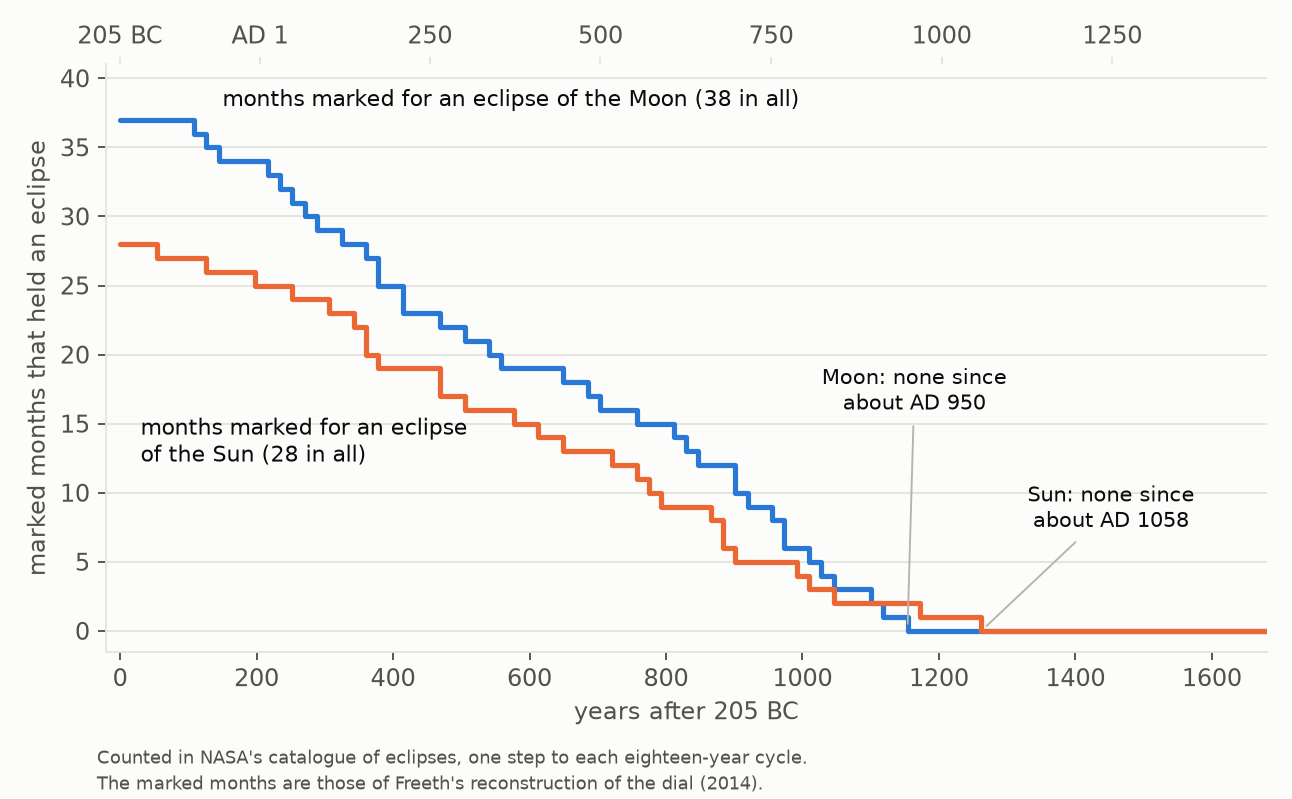 205 BC AD 1 250 500 750 1000 1250
marked months that held an eclipse
40
35
30
25
20
15
10
5
0
months marked for an eclipse of the Moon (38 in all)
months marked for an eclipse
of the Sun (28 in all)
Moon: none since
about AD 950
Sun: none since
about AD 1058
0 200 400 600 800 1000 1200 1400 1600
years after 205 BC
Counted in NASA's catalogue of eclipses, one step to each eighteen-year cycle.
The marked months are those of Freeth's reconstruction of the dial (2014).